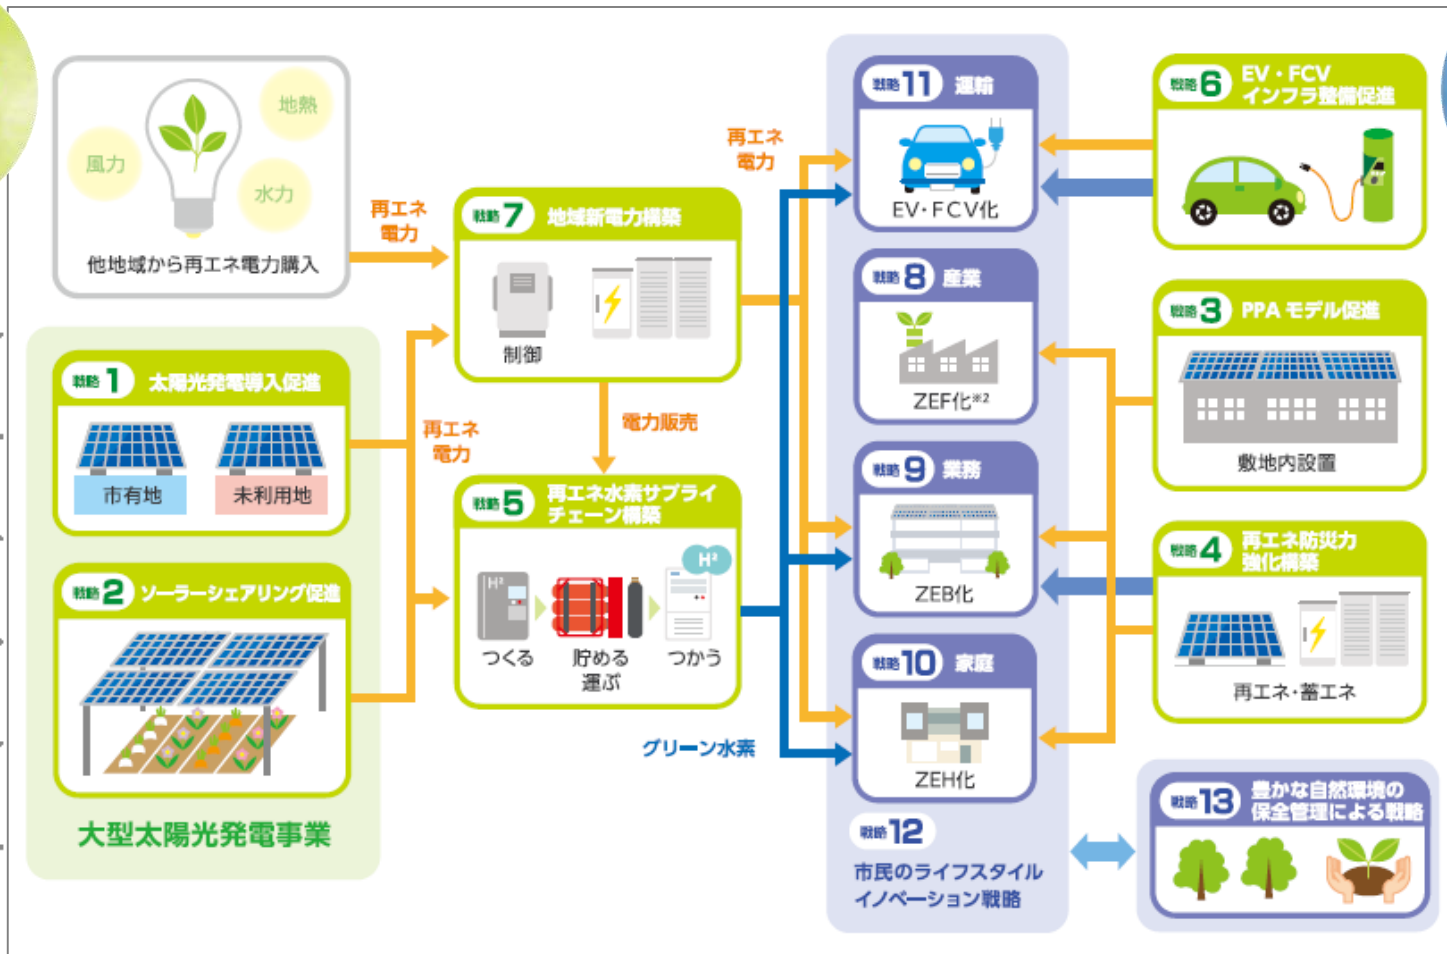 地熱
風力
水力
他地域から再エネ電力購入
再エネ
電力
戦略1 太陽光発電導入促進
市有地
未利用地
戦略2 ソーラーシェアリング促進
大型太陽光発電事業
再エネ
電力
戦略7 地域新電力構築
制御
電力販売
戦略5 再エネ水素サプライ
チェーン構築
H²
H²
つくる
貯める
運ぶ
つかう
再エネ
電力
グリーン水素
戦略11 運輸
EV・FCV化
戦略8 産業
ZEF化※2
戦略9 業務
ZEB化
戦略10 家庭
ZEH化
戦略12
市民のライフスタイル
イノベーション戦略
戦略6 EV・FCV
インフラ整備促進
戦略3 PPAモデル促進
敷地内設置
戦略4 再エネ防災力
強化構築
再エネ・蓄エネ
戦略13 豊かな自然環境の
保全管理による戦略